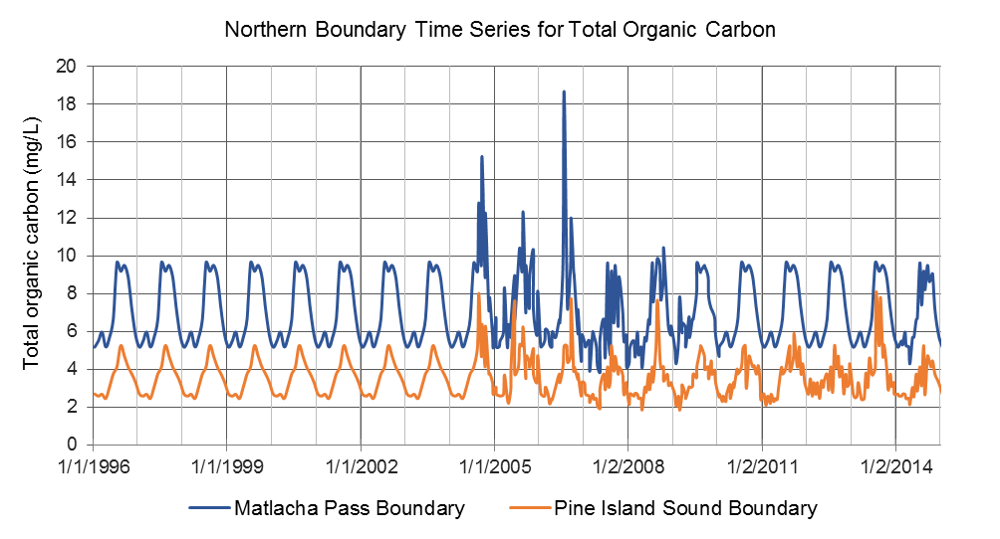 Northern Boundary Time Series for Total Organic Carbon
Total organic carbon (mg/L)
20
18
16
14
12
10
8
6
4
2
0
1/1/1996 1/1/1999 1/1/2002 1/1/2005 1/2/2008 1/2/2011 1/2/2014
Matlacha Pass Boundary Pine Island Sound Boundary